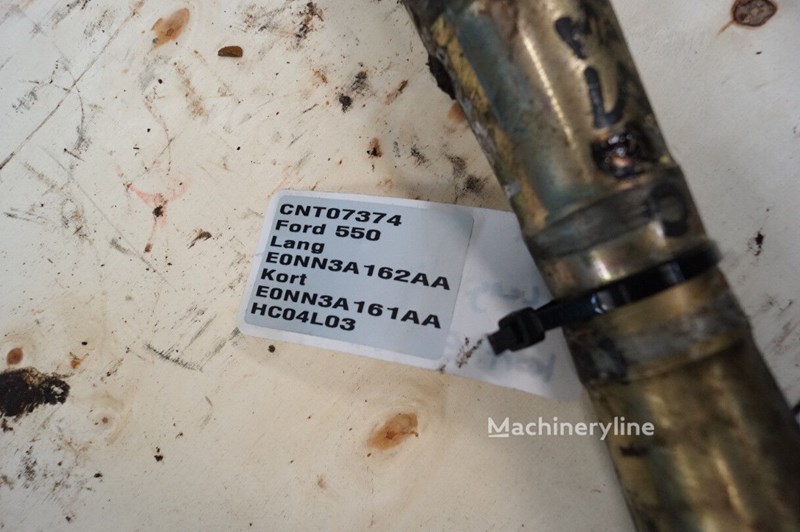 CNT07374
Ford 550
Lang
E0NN3A162AA
Kort
E0NN3A161AA
HC04L03
Machineryline